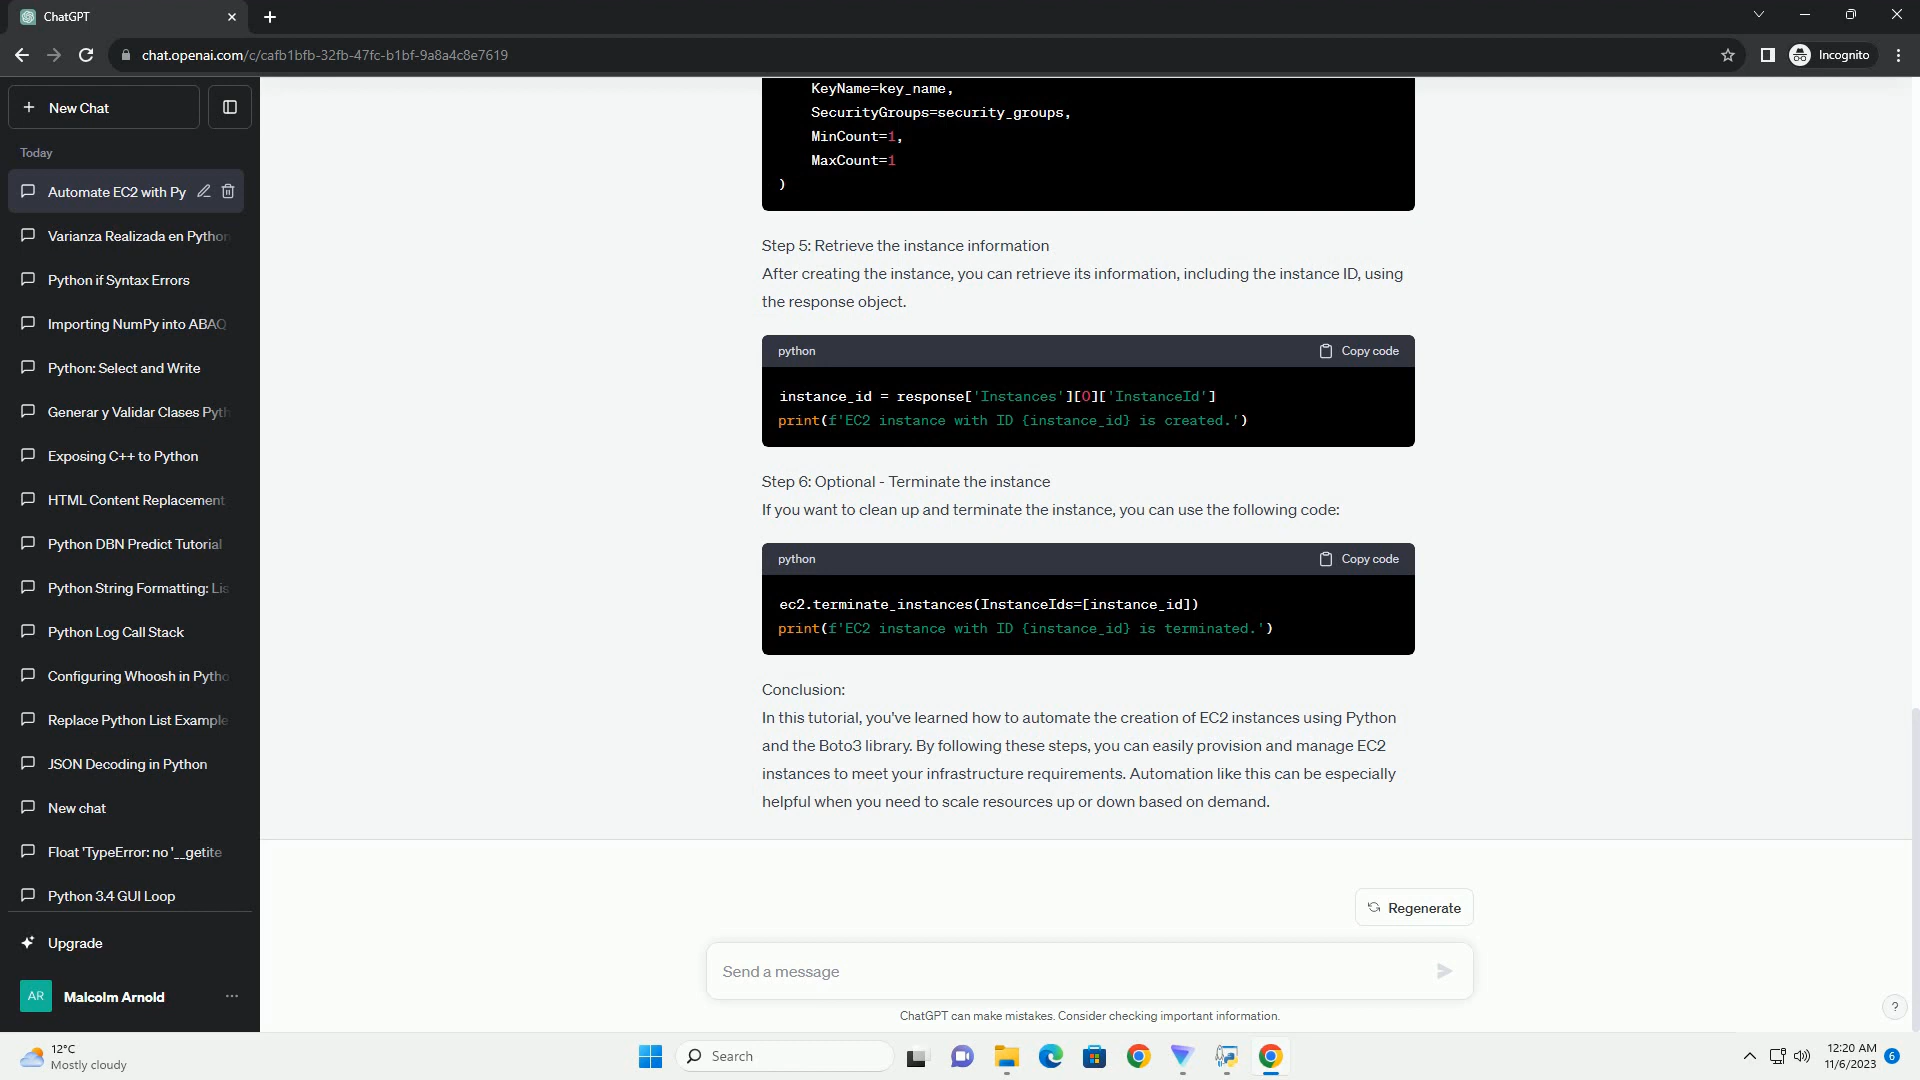 ChatGPT
chat.openai.com/c/cafb1bfb-32fb-47fc-b1bf-9a8a4c8e7619
Incognito
New Chat
Today
Automate EC2 with Py
Varianza Realizada en Python
Python if Syntax Errors
Importing NumPy into ABAQ
Python: Select and Write
Generar y Validar Clases Pyth
Exposing C++ to Python
HTML Content Replacement
Python DBN Predict Tutorial
Python String Formatting: Lis
Python Log Call Stack
Configuring Whoosh in Pytho
Replace Python List Example
JSON Decoding in Python
New chat
Float 'TypeError: no '__getite
Python 3.4 GUI Loop
Upgrade
AR
Malcolm Arnold
KeyName=key_name,
SecurityGroups=security_groups,
MinCount=1,
MaxCount=1
)
Step 5: Retrieve the instance information
After creating the instance, you can retrieve its information, including the instance ID, using
the response object.
python
Copy code
instance_id = response['Instances'][0]['InstanceId']
print(f'EC2 instance with ID {instance_id} is created.')
Step 6: Optional - Terminate the instance
If you want to clean up and terminate the instance, you can use the following code:
python
Copy code
ec2.terminate_instances(InstanceIds=[instance_id])
print(f'EC2 instance with ID {instance_id} is terminated.')
Conclusion:
In this tutorial, you've learned how to automate the creation of EC2 instances using Python
and the Boto3 library. By following these steps, you can easily provision and manage EC2
instances to meet your infrastructure requirements. Automation like this can be especially
helpful when you need to scale resources up or down based on demand.
Regenerate
Send a message
ChatGPT can make mistakes. Consider checking important information.
?
12°C
Mostly cloudy
Search
12:20 AM
11/6/2023
6